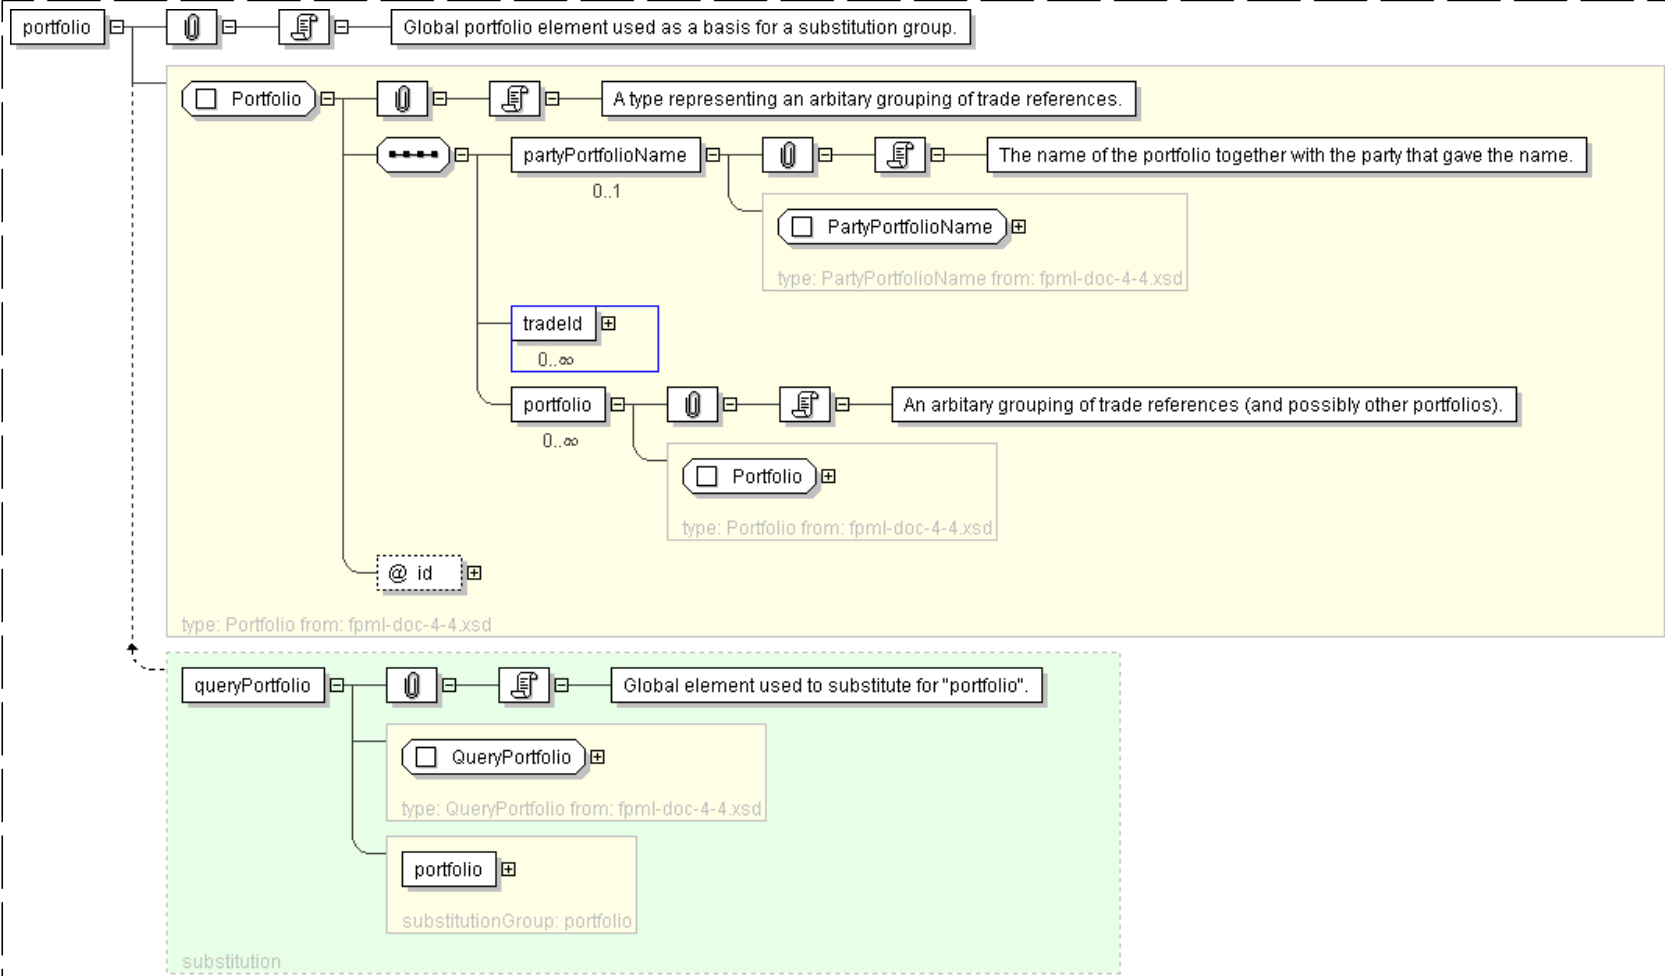 portfolio
Global portfolio element used as a basis for a substitution group.
Portfolio
A type representing an arbitary grouping of trade references.
partyPortfolioName
The name of the portfolio together with the party that gave the name.
0..1
PartyPortfolioName
type: PartyPortfolioName from: fpml-doc-4-4.xsd
tradeId
0..∞
portfolio
An arbitary grouping of trade references (and possibly other portfolios).
0..∞
Portfolio
type: Portfolio from: fpml-doc-4-4.xsd
@ id
type: Portfolio from: fpml-doc-4-4.xsd
queryPortfolio
Global element used to substitute for "portfolio".
QueryPortfolio
type: QueryPortfolio from: fpml-doc-4-4.xsd
portfolio
substitutionGroup: portfolio
substitution